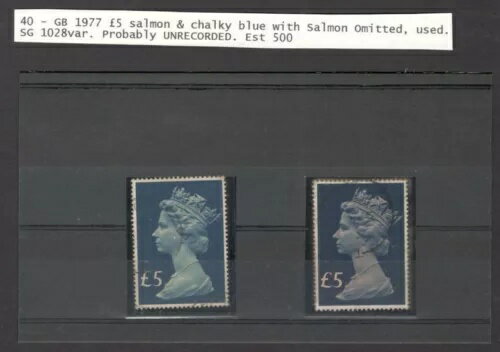 40 - GB 1977 £5 salmon & chalky blue with Salmon Omitted, used.
SG 1028var. Probably UNRECORDED. Est 500
£5
£5